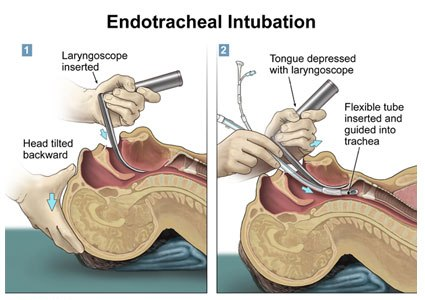 Endotracheal Intubation
1
Laryngoscope
inserted
Head tilted
backward
2
Tongue depressed
with laryngoscope
Flexible tube
inserted and
guided into
trachea